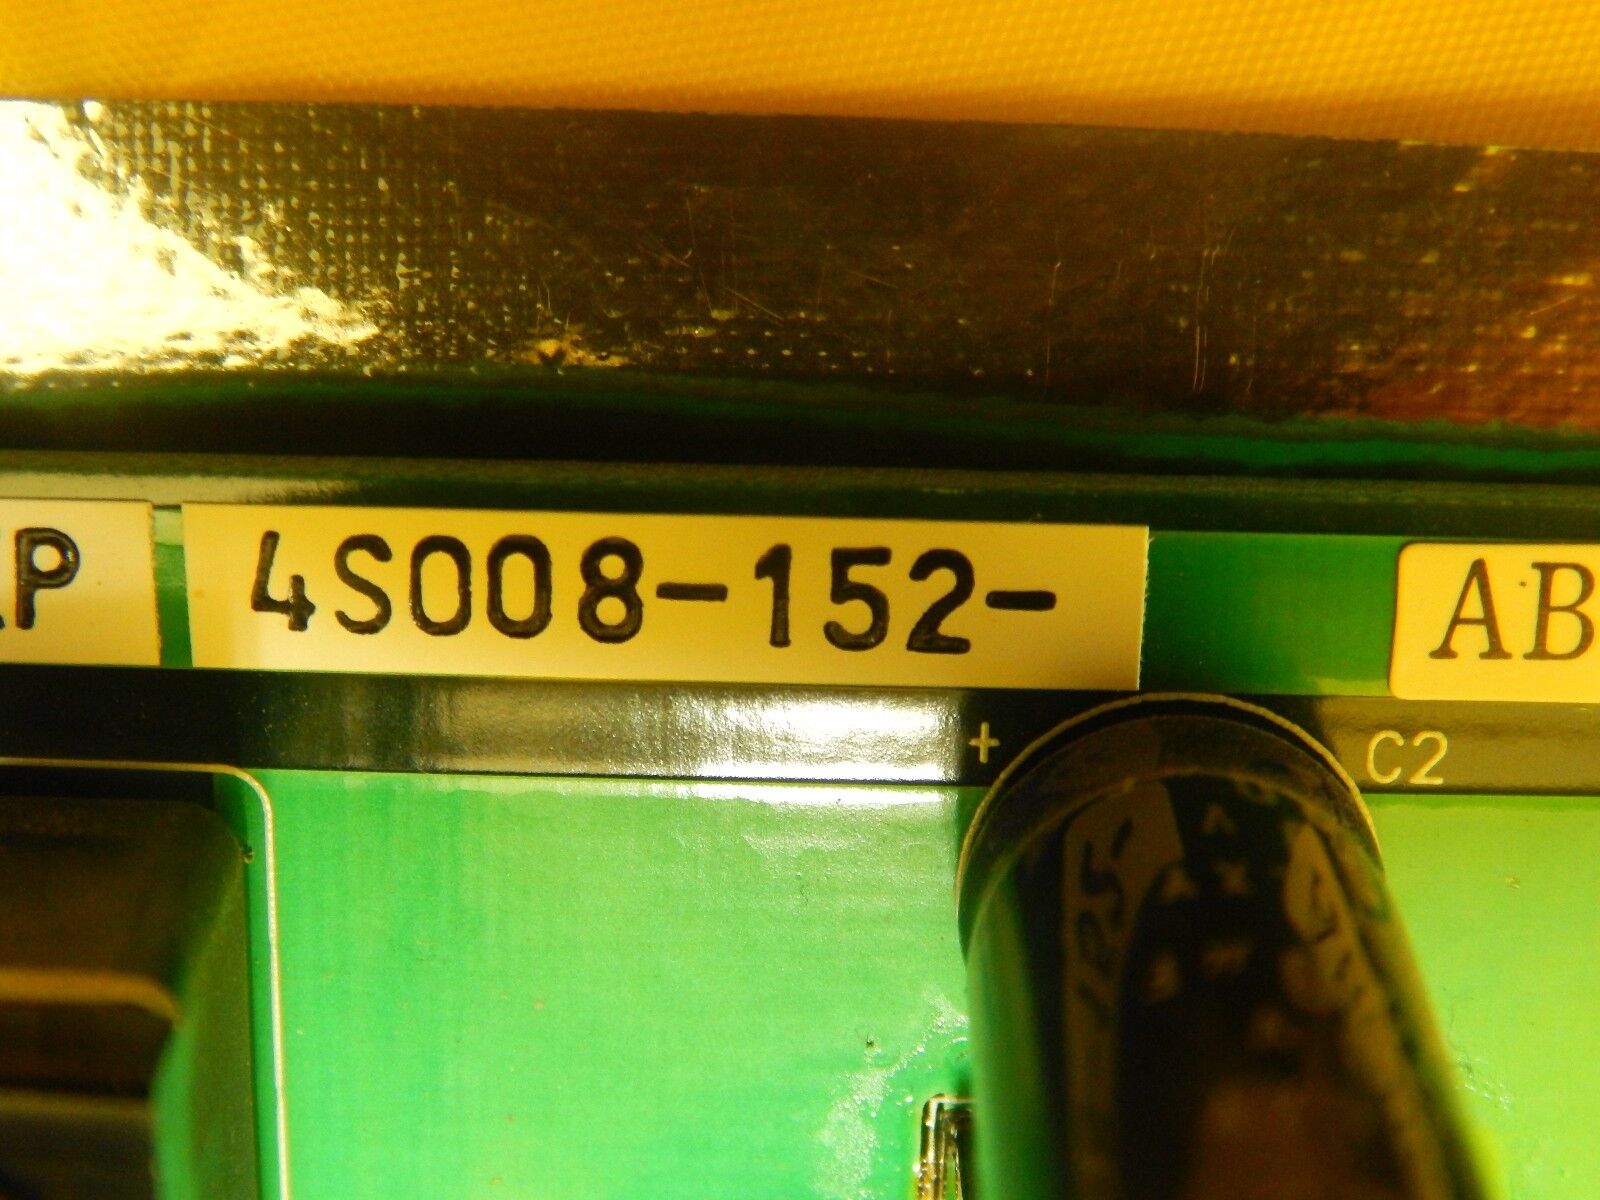 P 4S008-152- AB
+ C2